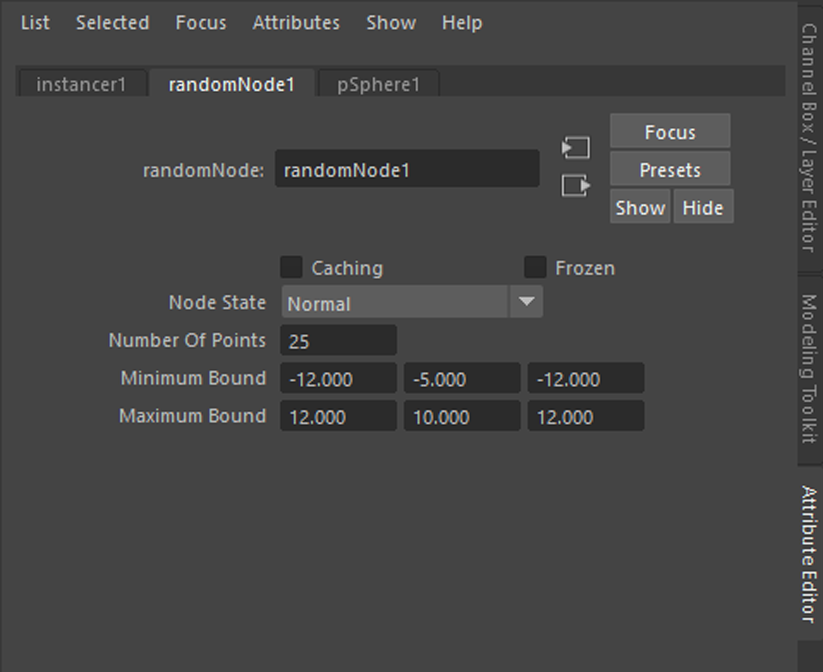 List Selected Focus Attributes Show Help
instancer1 randomNode1 pSphere1
Focus
randomNode: randomNode1
Presets
Show Hide
Caching Frozen
Node State Normal
Number Of Points 25
Minimum Bound -12.000 -5.000 -12.000
Maximum Bound 12.000 10.000 12.000
Channel Box / Layer Editor
Modeling Toolkit
Attribute Editor